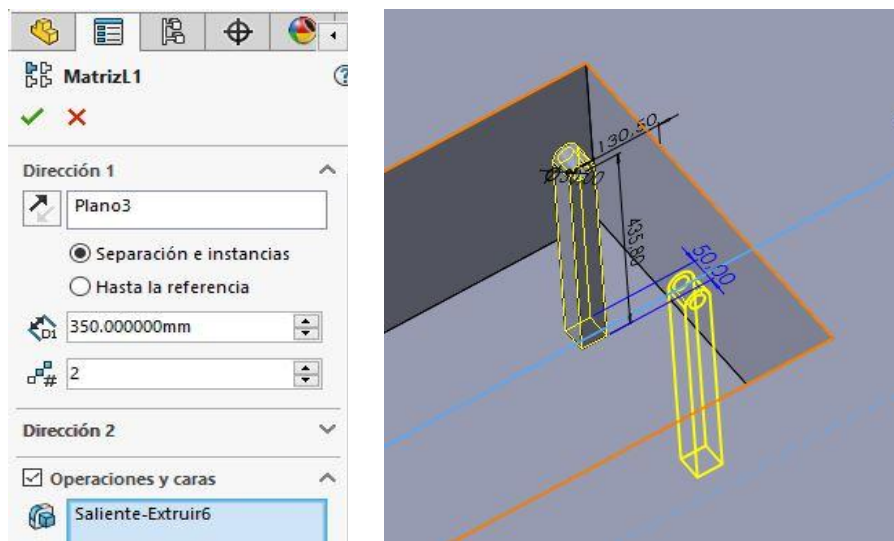 MatrizL1
Dirección 1
Plano3
Separación e instancias
Hasta la referencia
D1
350.000000mm
#
2
Dirección 2
Operaciones y caras
Saliente-Extruir6
130,50
435,80
50,00